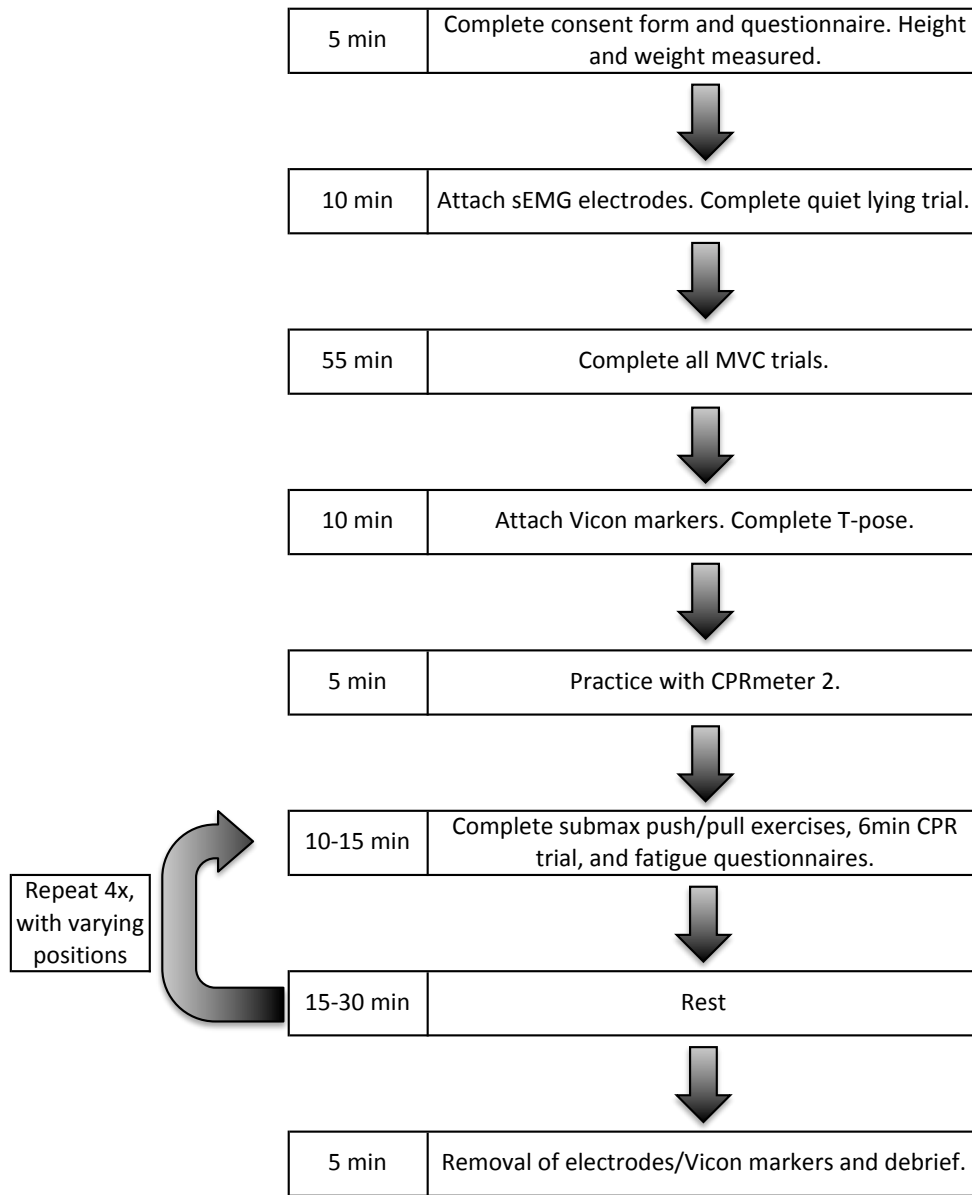 5 min
Complete consent form and questionnaire. Height
and weight measured.
10 min
Attach sEMG electrodes. Complete quiet lying trial.
55 min
Complete all MVC trials.
10 min
Attach Vicon markers. Complete T-pose.
5 min
Practice with CPRmeter 2.
10-15 min
Complete submax push/pull exercises, 6min CPR
trial, and fatigue questionnaires.
Repeat 4x,
with varying
positions
15-30 min
Rest
5 min
Removal of electrodes/Vicon markers and debrief.